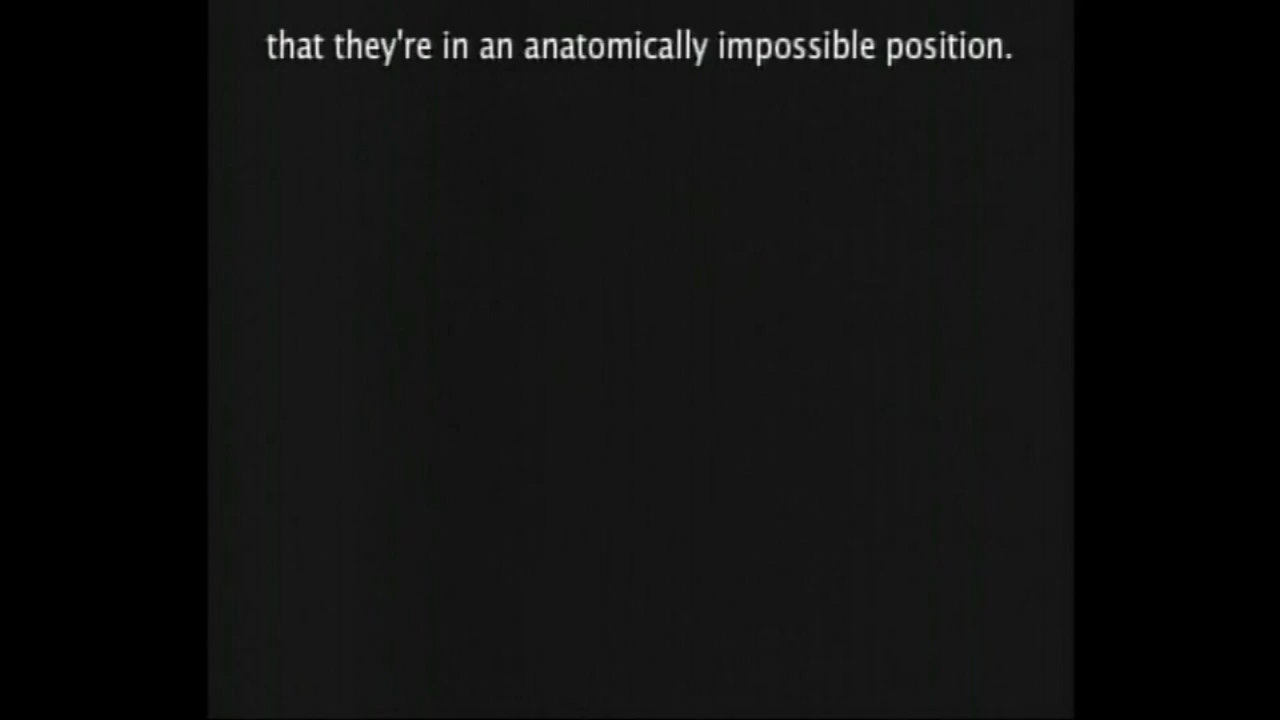 that they're in an anatomically impossible position.